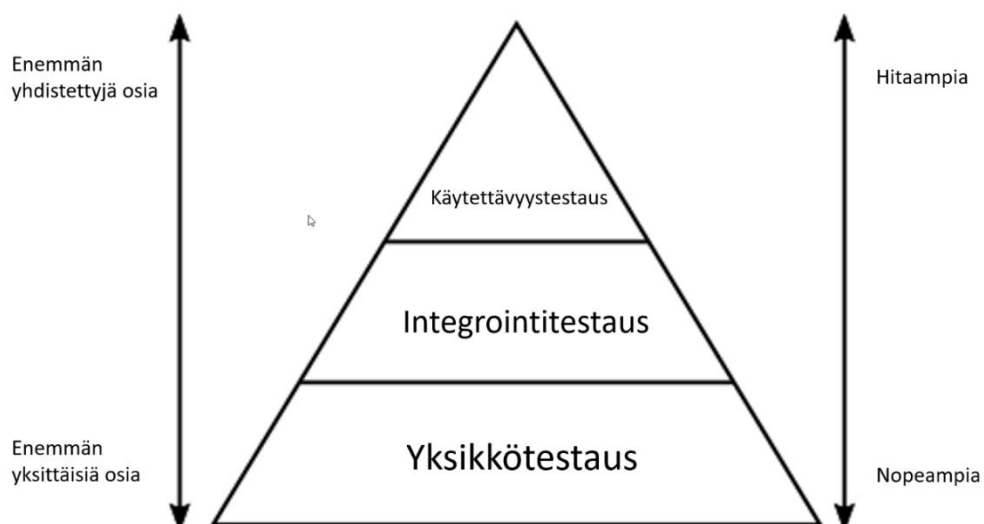 Enemmän
yhdistettyjä osia
Hitaampia
Käytettävyystestaus
Integrointitestaus
Yksikkötestaus
Enemmän
yksittäisiä osia
Nopeampia